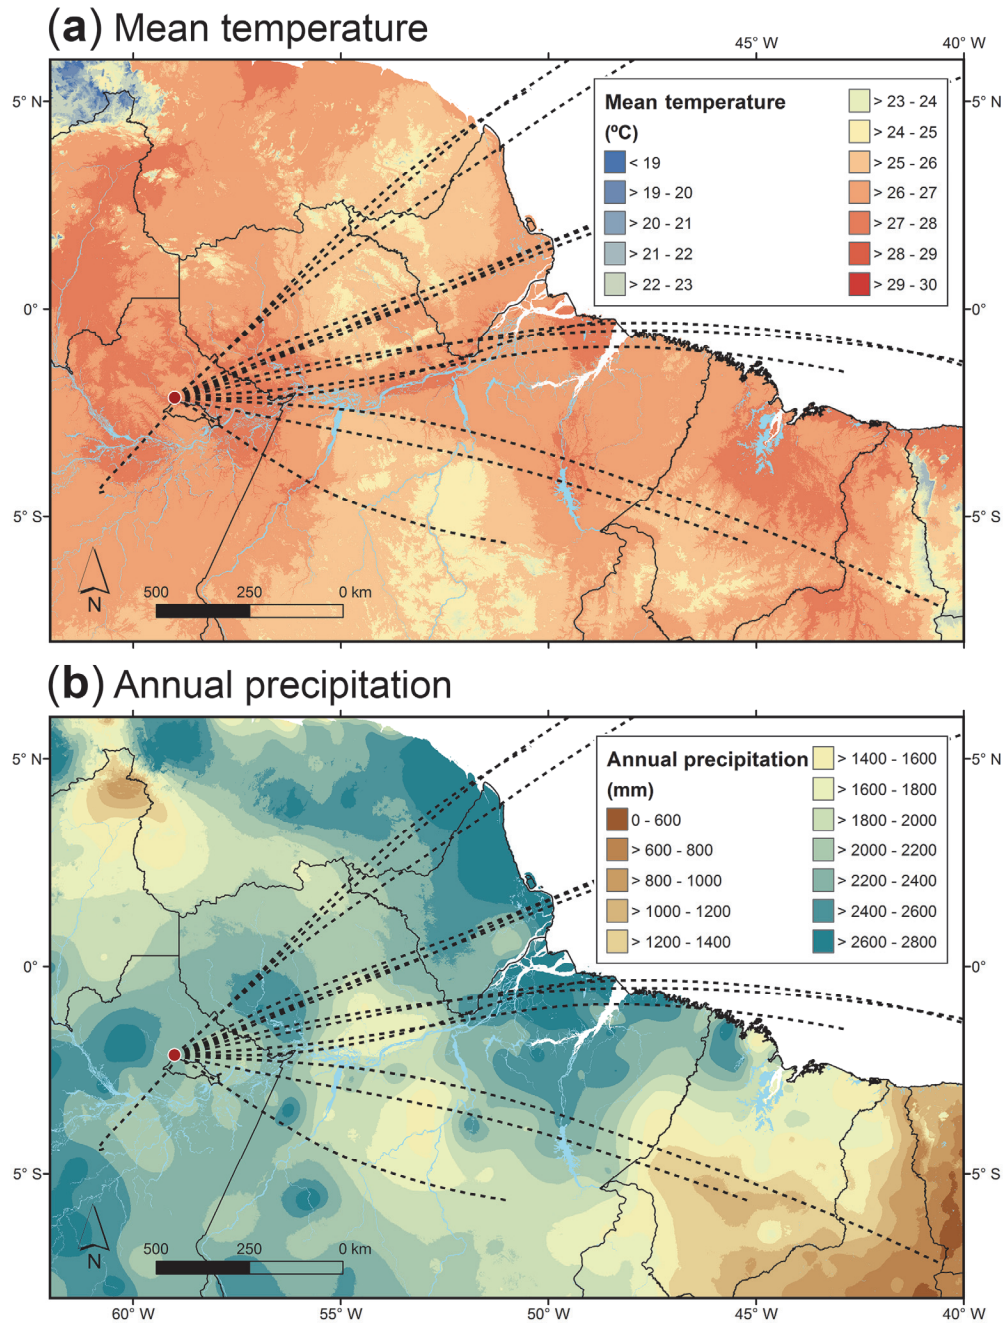 (a) Mean temperature
45° W
40° W
5° N
0°
5° S
5° N
0°
5° S
Mean temperature
(ºC)
< 19
> 19 - 20
> 20 - 21
> 21 - 22
> 22 - 23
> 23 - 24
> 24 - 25
> 25 - 26
> 26 - 27
> 27 - 28
> 28 - 29
> 29 - 30
N
500 250 0 km
(b) Annual precipitation
5° N
0°
5° S
5° N
0°
5° S
Annual precipitation
(mm)
0 - 600
> 600 - 800
> 800 - 1000
> 1000 - 1200
> 1200 - 1400
> 1400 - 1600
> 1600 - 1800
> 1800 - 2000
> 2000 - 2200
> 2200 - 2400
> 2400 - 2600
> 2600 - 2800
N
500 250 0 km
60° W 55° W 50° W 45° W 40° W